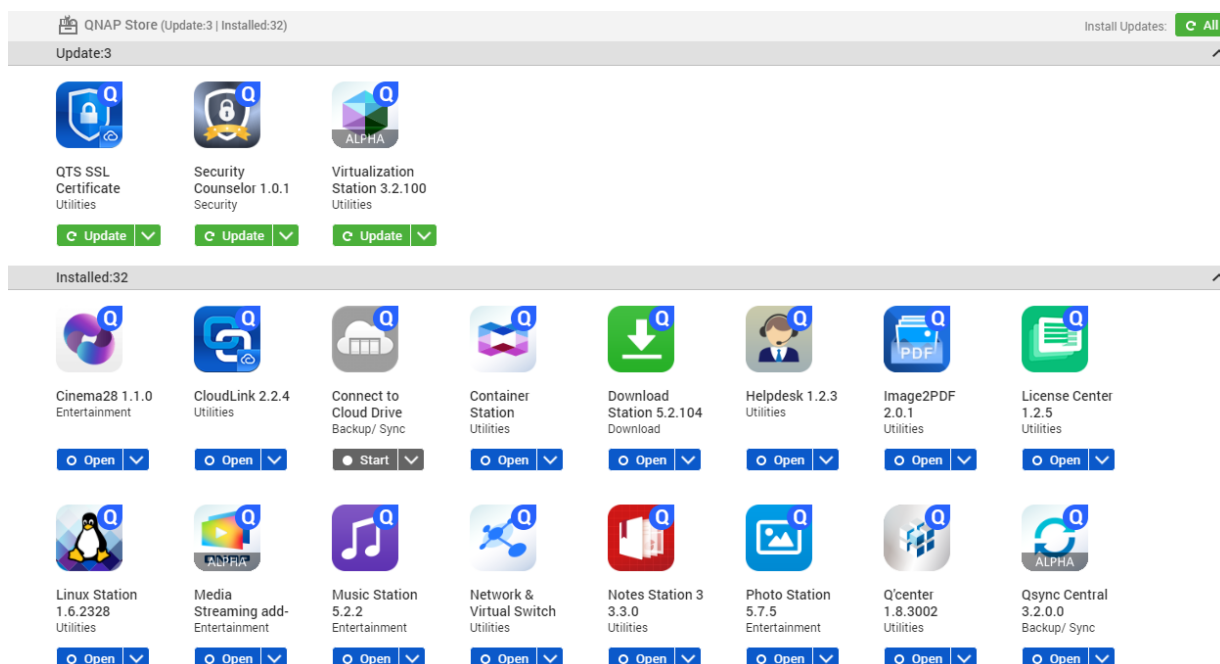 QNAP Store (Update:3 | Installed:32)
Install Updates:
All
Update:3
Q
Q
Q
ALPHA
QTS SSL
Certificate
Utilities
Security
Counselor 1.0.1
Security
Virtualization
Station 3.2.100
Utilities
Update
Update
Update
Installed:32
Q
Q
Q
Q
Q
Q
Q
PDF
Q
Cinema28 1.1.0
Entertainment
CloudLink 2.2.4
Utilities
Connect to
Cloud Drive
Backup/ Sync
Container
Station
Utilities
Download
Station 5.2.104
Download
Helpdesk 1.2.3
Utilities
Image2PDF
2.0.1
Utilities
License Center
1.2.5
Utilities
Open
Open
Start
Open
Open
Open
Open
Open
Q
Q
ALPHA
Q
Q
Q
Q
Q
Q
ALPHA
Linux Station
1.6.2328
Utilities
Media
Streaming add-
Entertainment
Music Station
5.2.2
Entertainment
Network &
Virtual Switch
Utilities
Notes Station 3
3.3.0
Utilities
Photo Station
5.7.5
Entertainment
Q'center
1.8.3002
Utilities
Qsync Central
3.2.0.0
Backup/ Sync
Open
Open
Open
Open
Open
Open
Open
Open